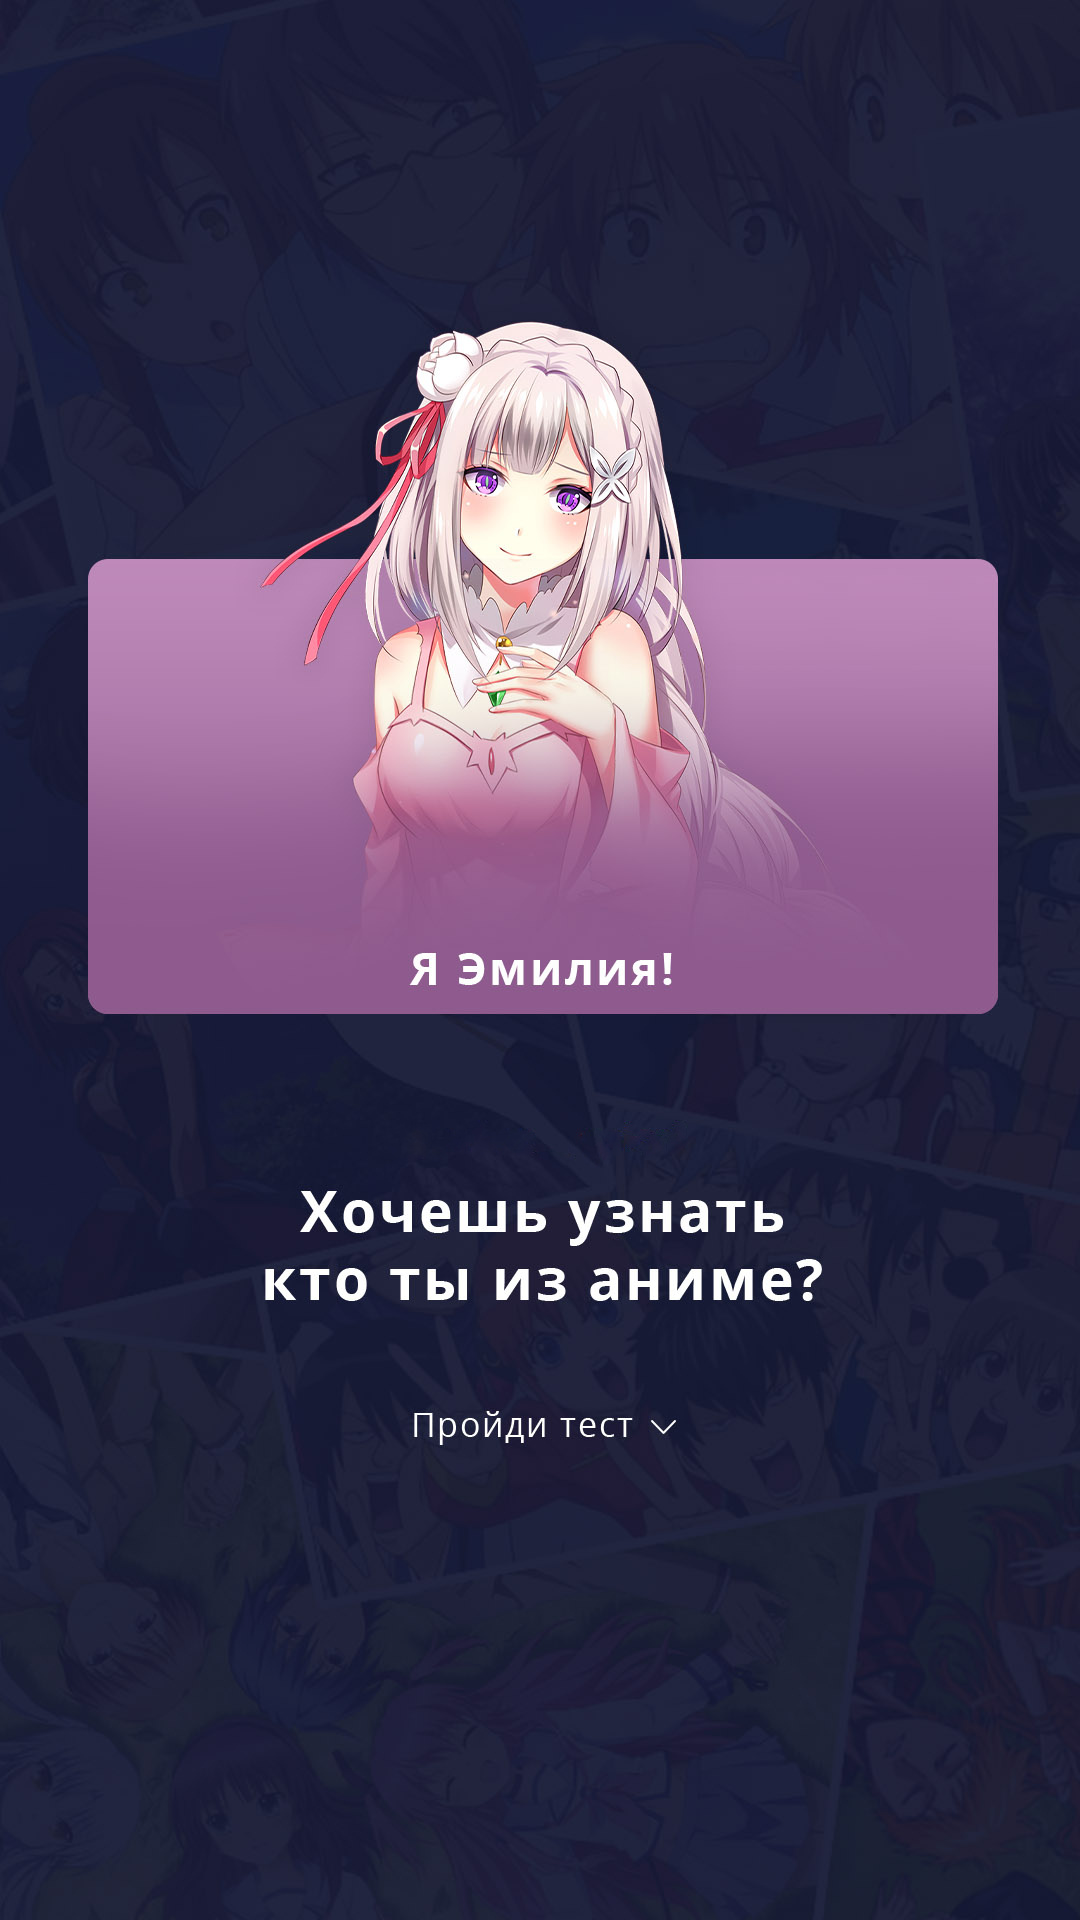 Я Эмилия!
Хочешь узнать
кто ты из аниме?
Пройди тест